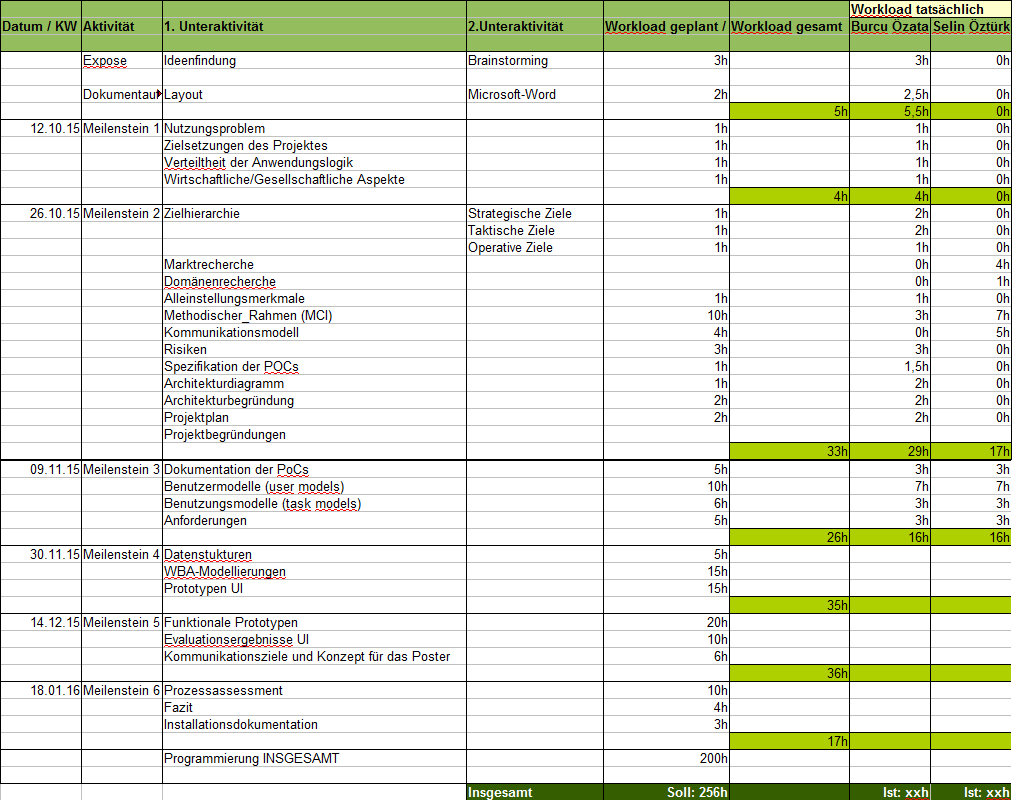 Workload tatsächlich
Datum / KW Aktivität 1. Unteraktivität 2.Unteraktivität Workload geplant / Workload gesamt Burcu Özata Selin Öztürk
Expose Ideenfindung Brainstorming 3h 3h 0h
Dokumentau Layout Microsoft-Word 2h 2,5h 0h
5h 5,5h 0h
12.10.15 Meilenstein 1 Nutzungsproblem 1h 1h 0h
Zielsetzungen des Projektes 1h 1h 0h
Verteiltheit der Anwendungslogik 1h 1h 0h
Wirtschaftliche/Gesellschaftliche Aspekte 1h 1h 0h
4h 4h 0h
26.10.15 Meilenstein 2 Zielhierarchie Strategische Ziele 1h 2h 0h
Taktische Ziele 1h 2h 0h
Operative Ziele 1h 1h 0h
Marktrecherche 0h 4h
Domänenrecherche 0h 1h
Alleinstellungsmerkmale 1h 1h 0h
Methodischer_Rahmen (MCI) 10h 3h 7h
Kommunikationsmodell 4h 0h 5h
Risiken 3h 3h 0h
Spezifikation der POCs 1h 1,5h 0h
Architekturdiagramm 1h 2h 0h
Architekturbegründung 2h 2h 0h
Projektplan 2h 2h 0h
Projektbegründungen
33h 29h 17h
09.11.15 Meilenstein 3 Dokumentation der PoCs 5h 3h 3h
Benutzermodelle (user models) 10h 7h 7h
Benutzungsmodelle (task models) 6h 3h 3h
Anforderungen 5h 3h 3h
26h 16h 16h
30.11.15 Meilenstein 4 Datenstukturen 5h
WBA-Modellierungen 15h
Prototypen UI 15h
35h
14.12.15 Meilenstein 5 Funktionale Prototypen 20h
Evaluationsergebnisse UI 10h
Kommunikationsziele und Konzept für das Poster 6h
36h
18.01.16 Meilenstein 6 Prozessassessment 10h
Fazit 4h
Installationsdokumentation 3h
17h
Programmierung INSGESAMT 200h
Insgesamt Soll: 256h Ist: xxh Ist: xxh